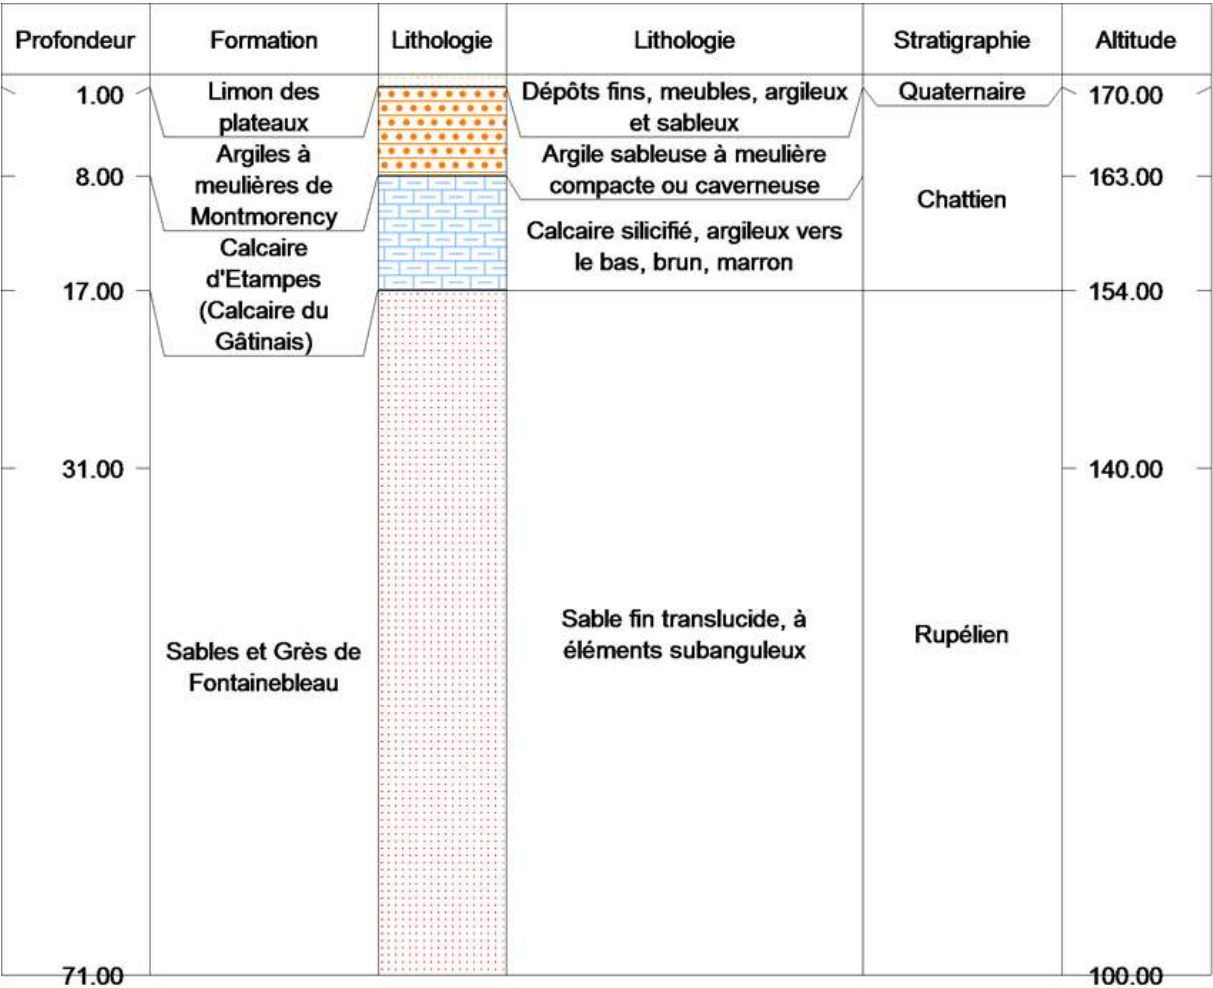 Profondeur Formation Lithologie Lithologie Stratigraphie Altitude
1.00 Limon des Dépôts fins, meubles, argileux Quaternaire 170.00
plateaux et sableux
Argiles à Argile sableuse à meulière
8.00 meulières de compacte ou caverneuse 163.00
Montmorency Chattien
Calcaire Calcaire silicifié, argileux vers
d'Etampes le bas, brun, marron
17.00 (Calcaire du 154.00
Gâtinais)
31.00 140.00
Sables et Grès de Sable fin translucide, à Rupélien
Fontainebleau éléments subanguleux
71.00 100.00